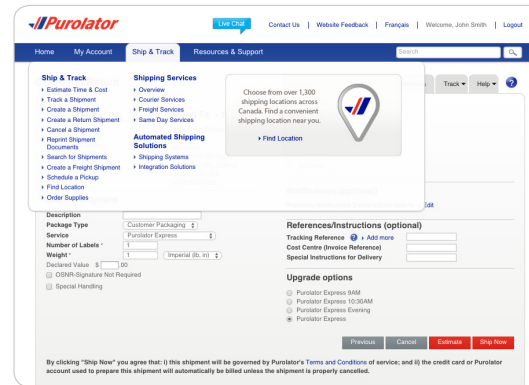 Purolator
Live Chat
Contact Us | Website Feedback | Français | Welcome, John Smith | Logout
Home My Account Ship & Track Resources & Support Search
Track Help ?
Ship & Track
Estimate Time & Cost
Track a Shipment
Create a Shipment
Create a Return Shipment
Cancel a Shipment
Reprint Shipment
Documents
Search for Shipments
Create a Freight Shipment
Schedule a Pickup
Find Location
Order Supplies
Shipping Services
Overview
Courier Services
Freight Services
Same Day Services
Automated Shipping
Solutions
Shipping Systems
Integration Solutions
Choose from over 1,300
shipping locations across
Canada. Find a convenient
shipping location near you.
Find Location
Edit
Description
Package Type Customer Packaging
Service Purolator Express
Number of Labels * 1
Weight * 1 Imperial (lb, in)
Declared Value $ .00
OSNR-Signature Not Required
Special Handling
References/Instructions (optional)
Tracking Reference ? Add more
Cost Centre (Invoice Reference)
Special Instructions for Delivery
Upgrade options
Purolator Express 9AM
Purolator Express 10:30AM
Purolator Express Evening
Purolator Express
Previous Cancel Estimate Ship Now
By clicking "Ship Now" you agree that: i) this shipment will be governed by Purolator's Terms and Conditions of service; and ii) the credit card or Purolator
account used to prepare this shipment will automatically be billed unless the shipment is properly cancelled.